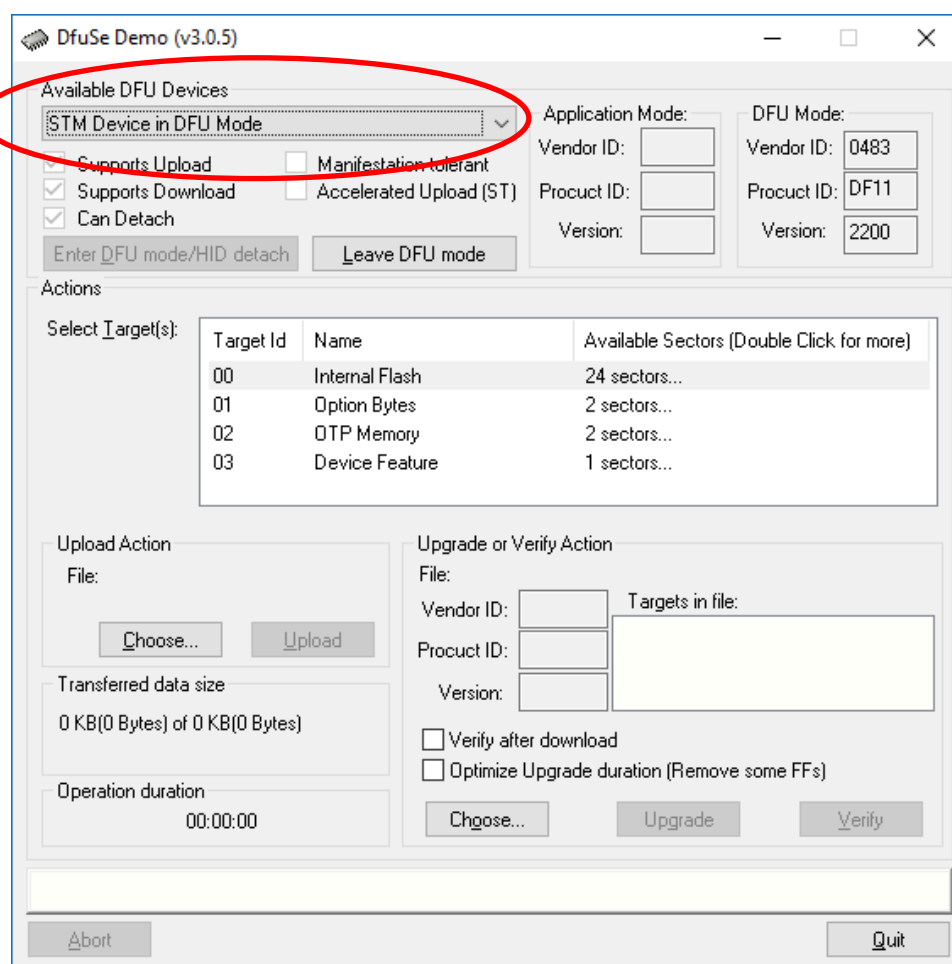 DfuSe Demo (v3.0.5)
Available DFU Devices
STM Device in DFU Mode
Supports Upload
Manifestation tolerant
Supports Download
Accelerated Upload (ST)
Can Detach
Enter DFU mode/HID detach
Leave DFU mode
Application Mode:
Vendor ID:
Procuct ID:
Version:
DFU Mode:
Vendor ID: 0483
Procuct ID: DF11
Version: 2200
Actions
Select Target(s):
Target Id Name Available Sectors (Double Click for more)
00 Internal Flash 24 sectors...
01 Option Bytes 2 sectors...
02 OTP Memory 2 sectors...
03 Device Feature 1 sectors...
Upload Action
File:
Choose... Upload
Transferred data size
0 KB(0 Bytes) of 0 KB(0 Bytes)
Operation duration
00:00:00
Upgrade or Verify Action
File:
Vendor ID:
Procuct ID:
Version:
Targets in file:
Verify after download
Optimize Upgrade duration (Remove some FFs)
Choose... Upgrade Verify
Abort Quit